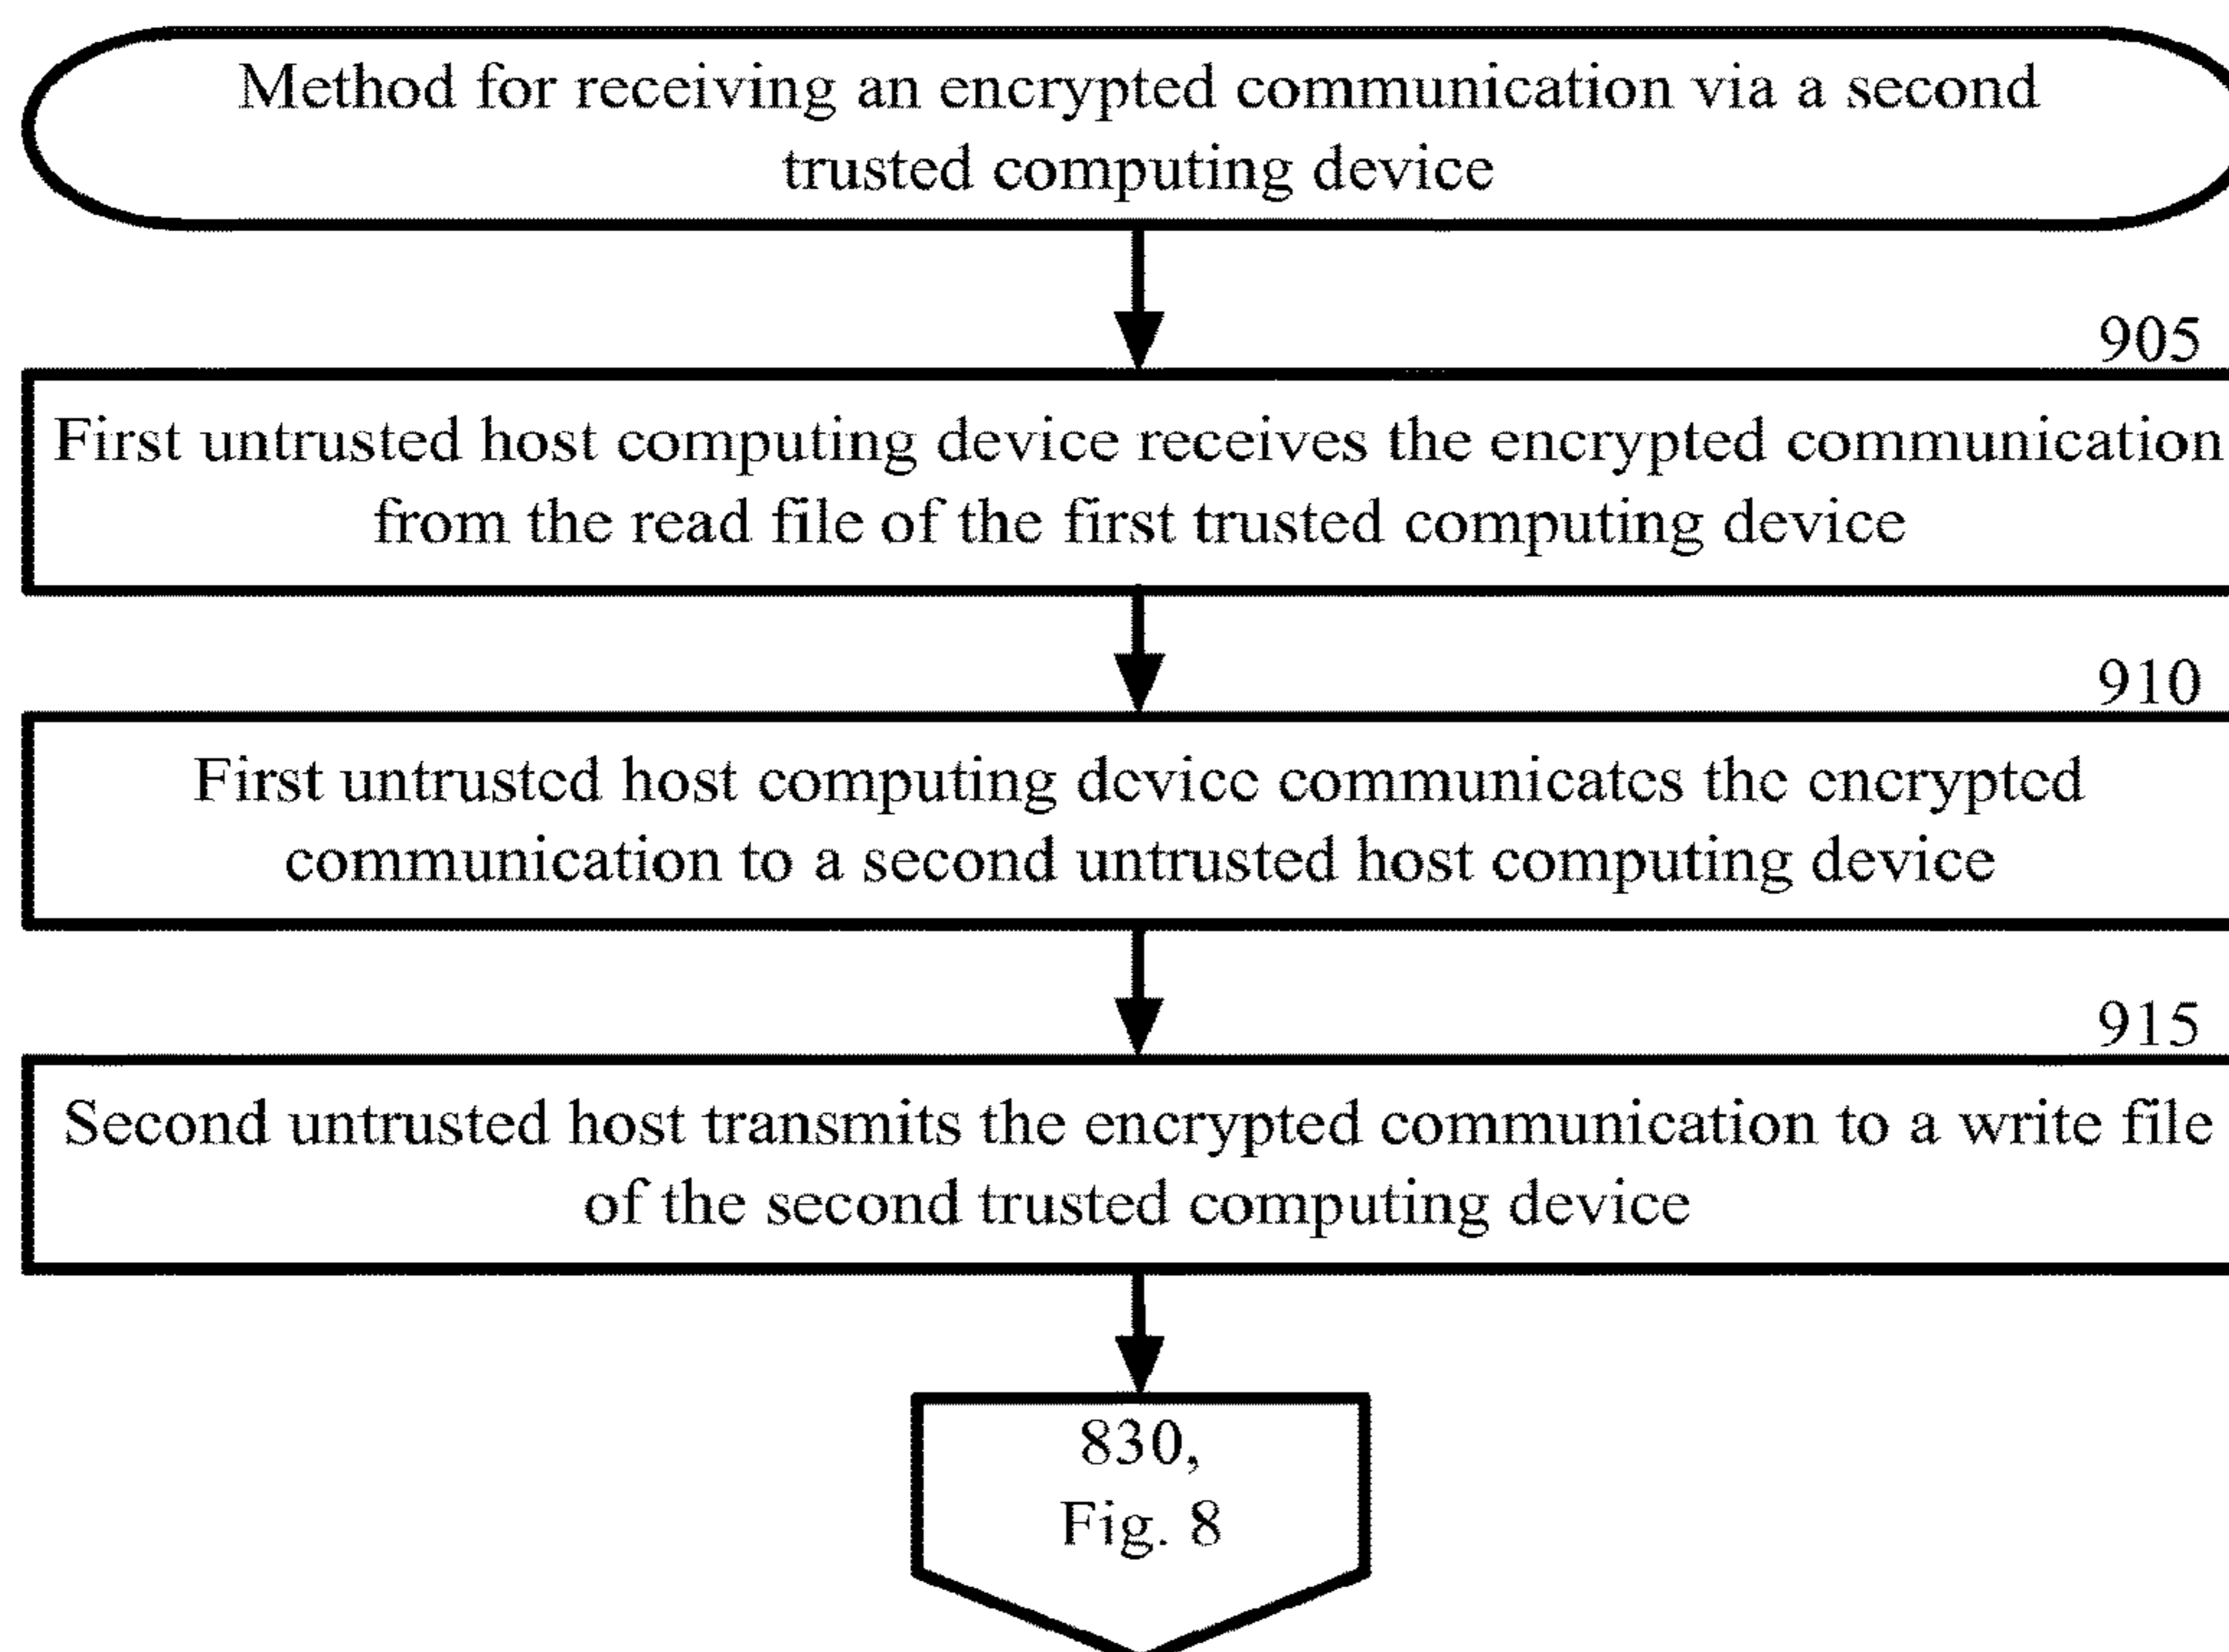 Method for receiving an encrypted communication via a second
trusted computing device
905
First untrusted host computing device receives the encrypted communication
from the read file of the first trusted computing device
910
First untrusted host computing device communicates the encrypted
communication to a second untrusted host computing device
915
Second untrusted host transmits the encrypted communication to a write file
of the second trusted computing device
830,
Fig. 8